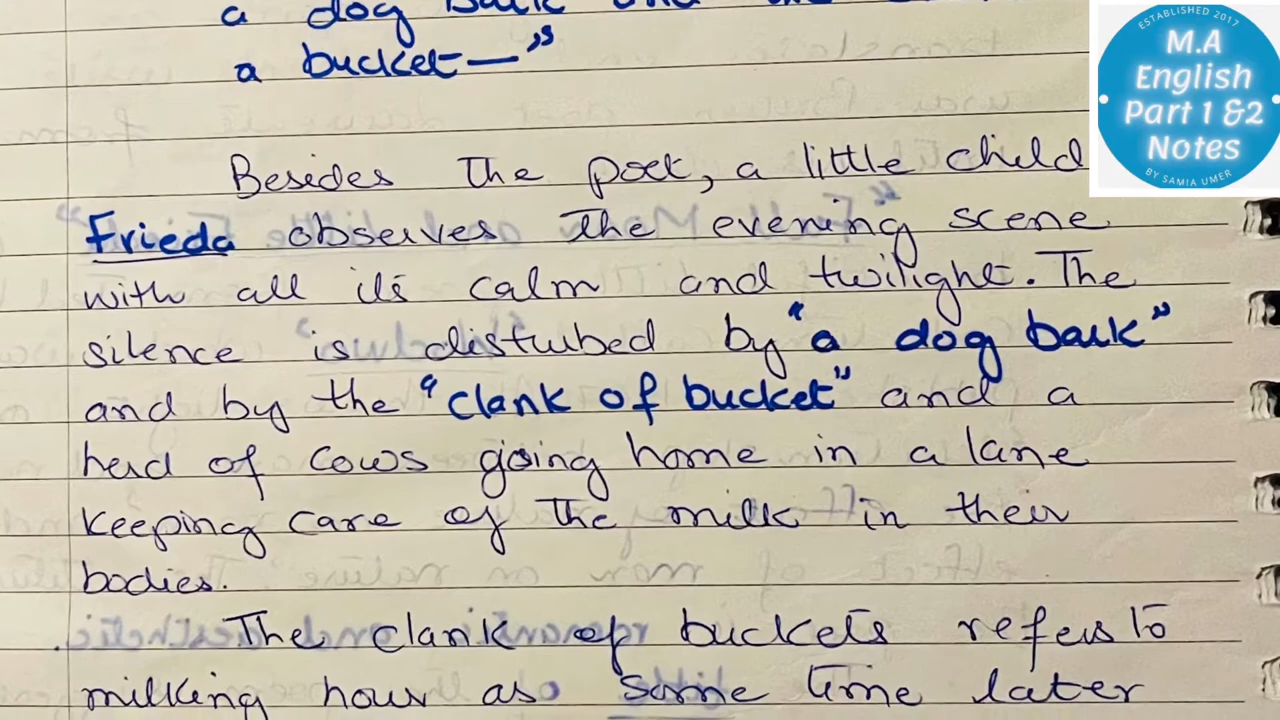 a dog bark
a bucket—"
Besides the poet, a little child
Frieda observes the evening scene
with all its calm and twilight. The
silence is disturbed by "a dog bark"
and by the "clank of bucket" and a
herd of cows going home in a lane
keeping care of the milk in their
bodies.
The clank of buckets refers to
milking hour as some time later
ESTABLISHED 2017
M.A
English
Part 1 &2
Notes
BY SAMIA UMER